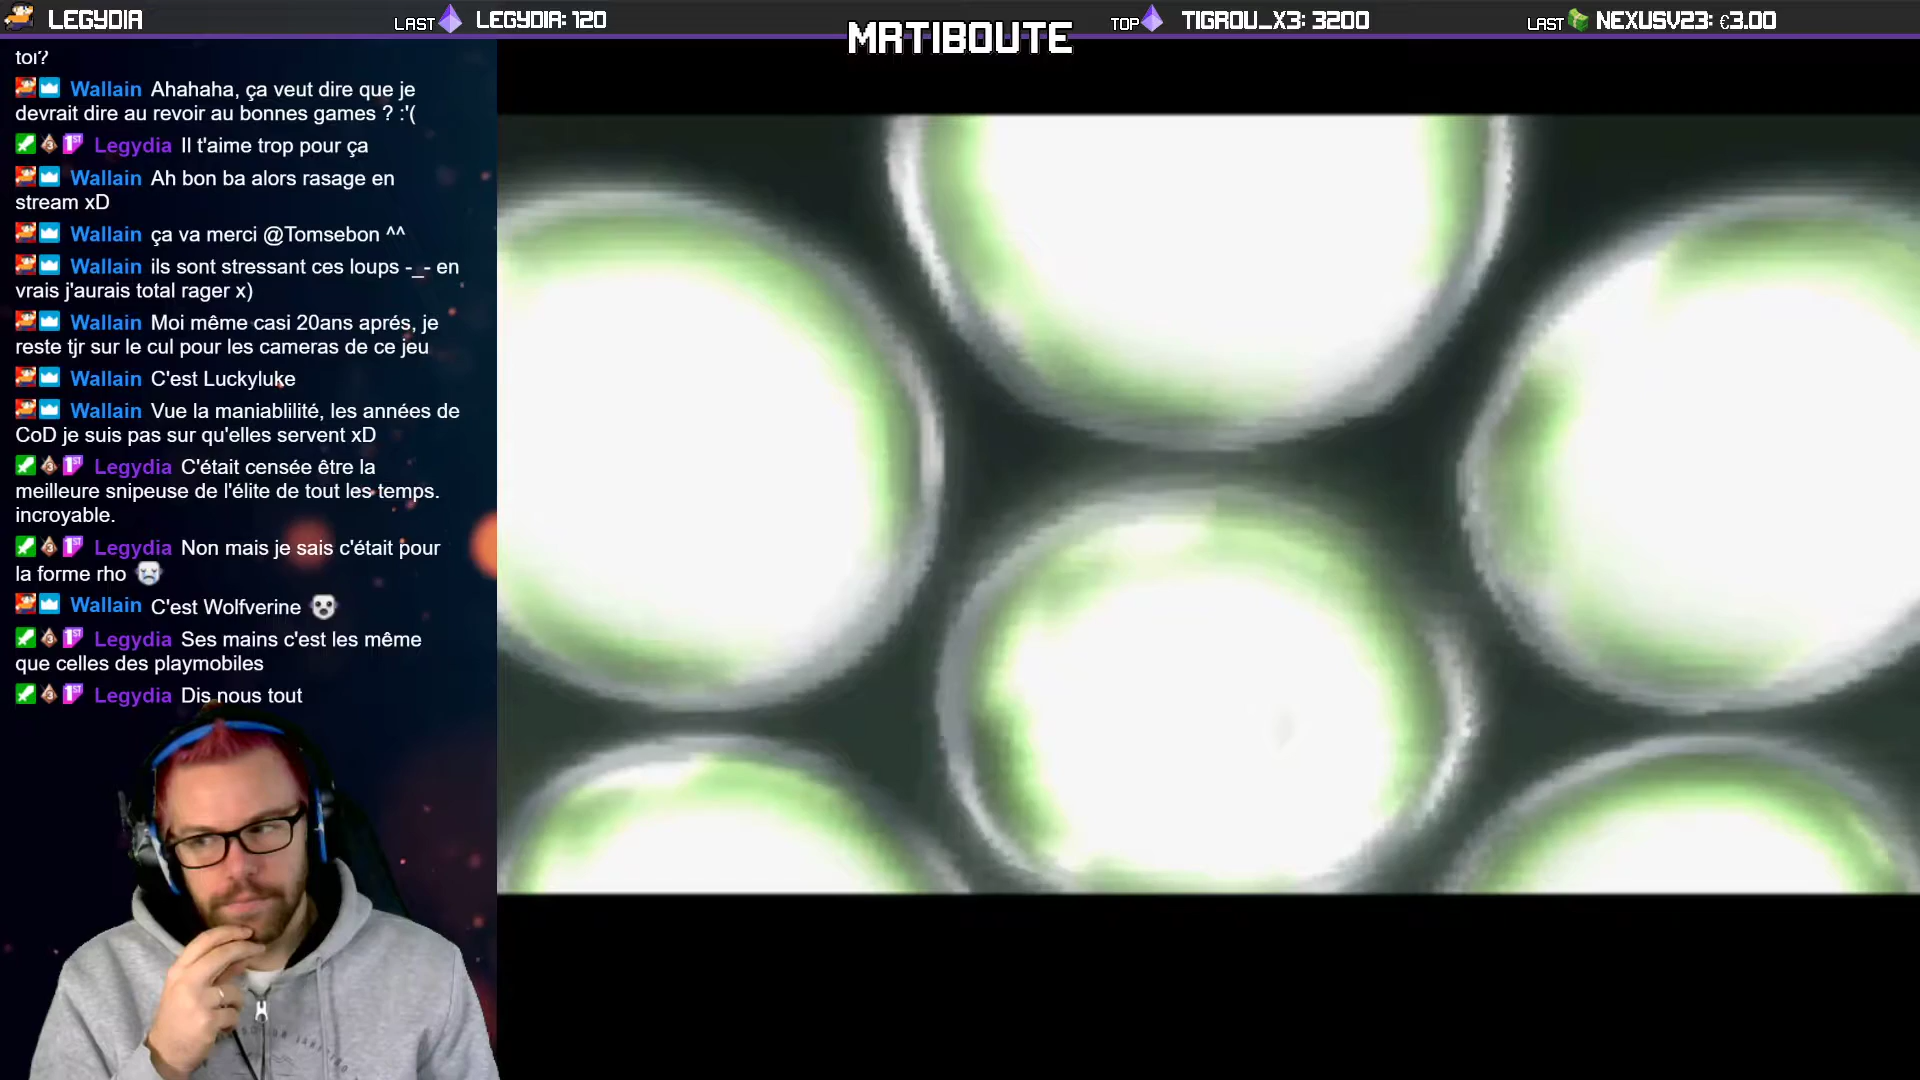 LEGYDIA
LAST LEGYDIA: 120
MRTIBOUTE
TOP TIGROU_X3: 3200
LAST NEXUSV23: €3.00
toi?
Wallain Ahahaha, ça veut dire que je
devrait dire au revoir au bonnes games ? :'(
Legydia Il t'aime trop pour ça
Wallain Ah bon ba alors rasage en
stream xD
Wallain ça va merci @Tomsebon ^^
Wallain ils sont stressant ces loups -_- en
vrais j'aurais total rager x)
Wallain Moi même casi 20ans aprés, je
reste tjr sur le cul pour les cameras de ce jeu
Wallain C'est Luckyluke
Wallain Vue la maniablilité, les années de
CoD je suis pas sur qu'elles servent xD
Legydia C'était censée être la
meilleure snipeuse de l'élite de tout les temps.
incroyable.
Legydia Non mais je sais c'était pour
la forme rho
Wallain C'est Wolfverine
Legydia Ses mains c'est les même
que celles des playmobiles
Legydia Dis nous tout